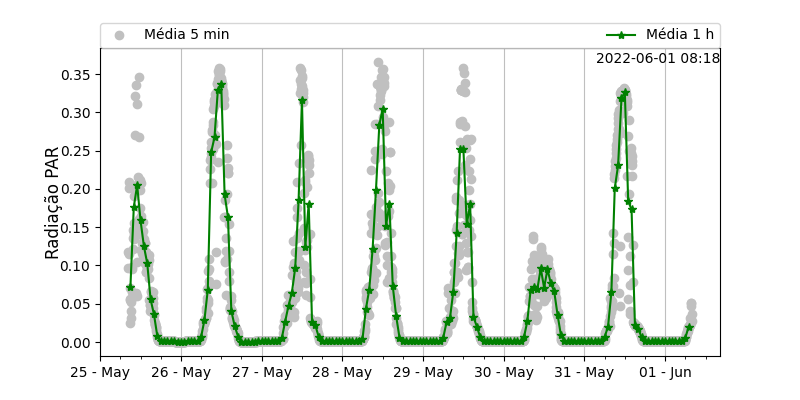 Média 5 min
Média 1 h
2022-06-01 08:18
0.35
0.30
0.25
0.20
0.15
0.10
0.05
0.00
Radiação PAR
25 - May
26 - May
27 - May
28 - May
29 - May
30 - May
31 - May
01 - Jun